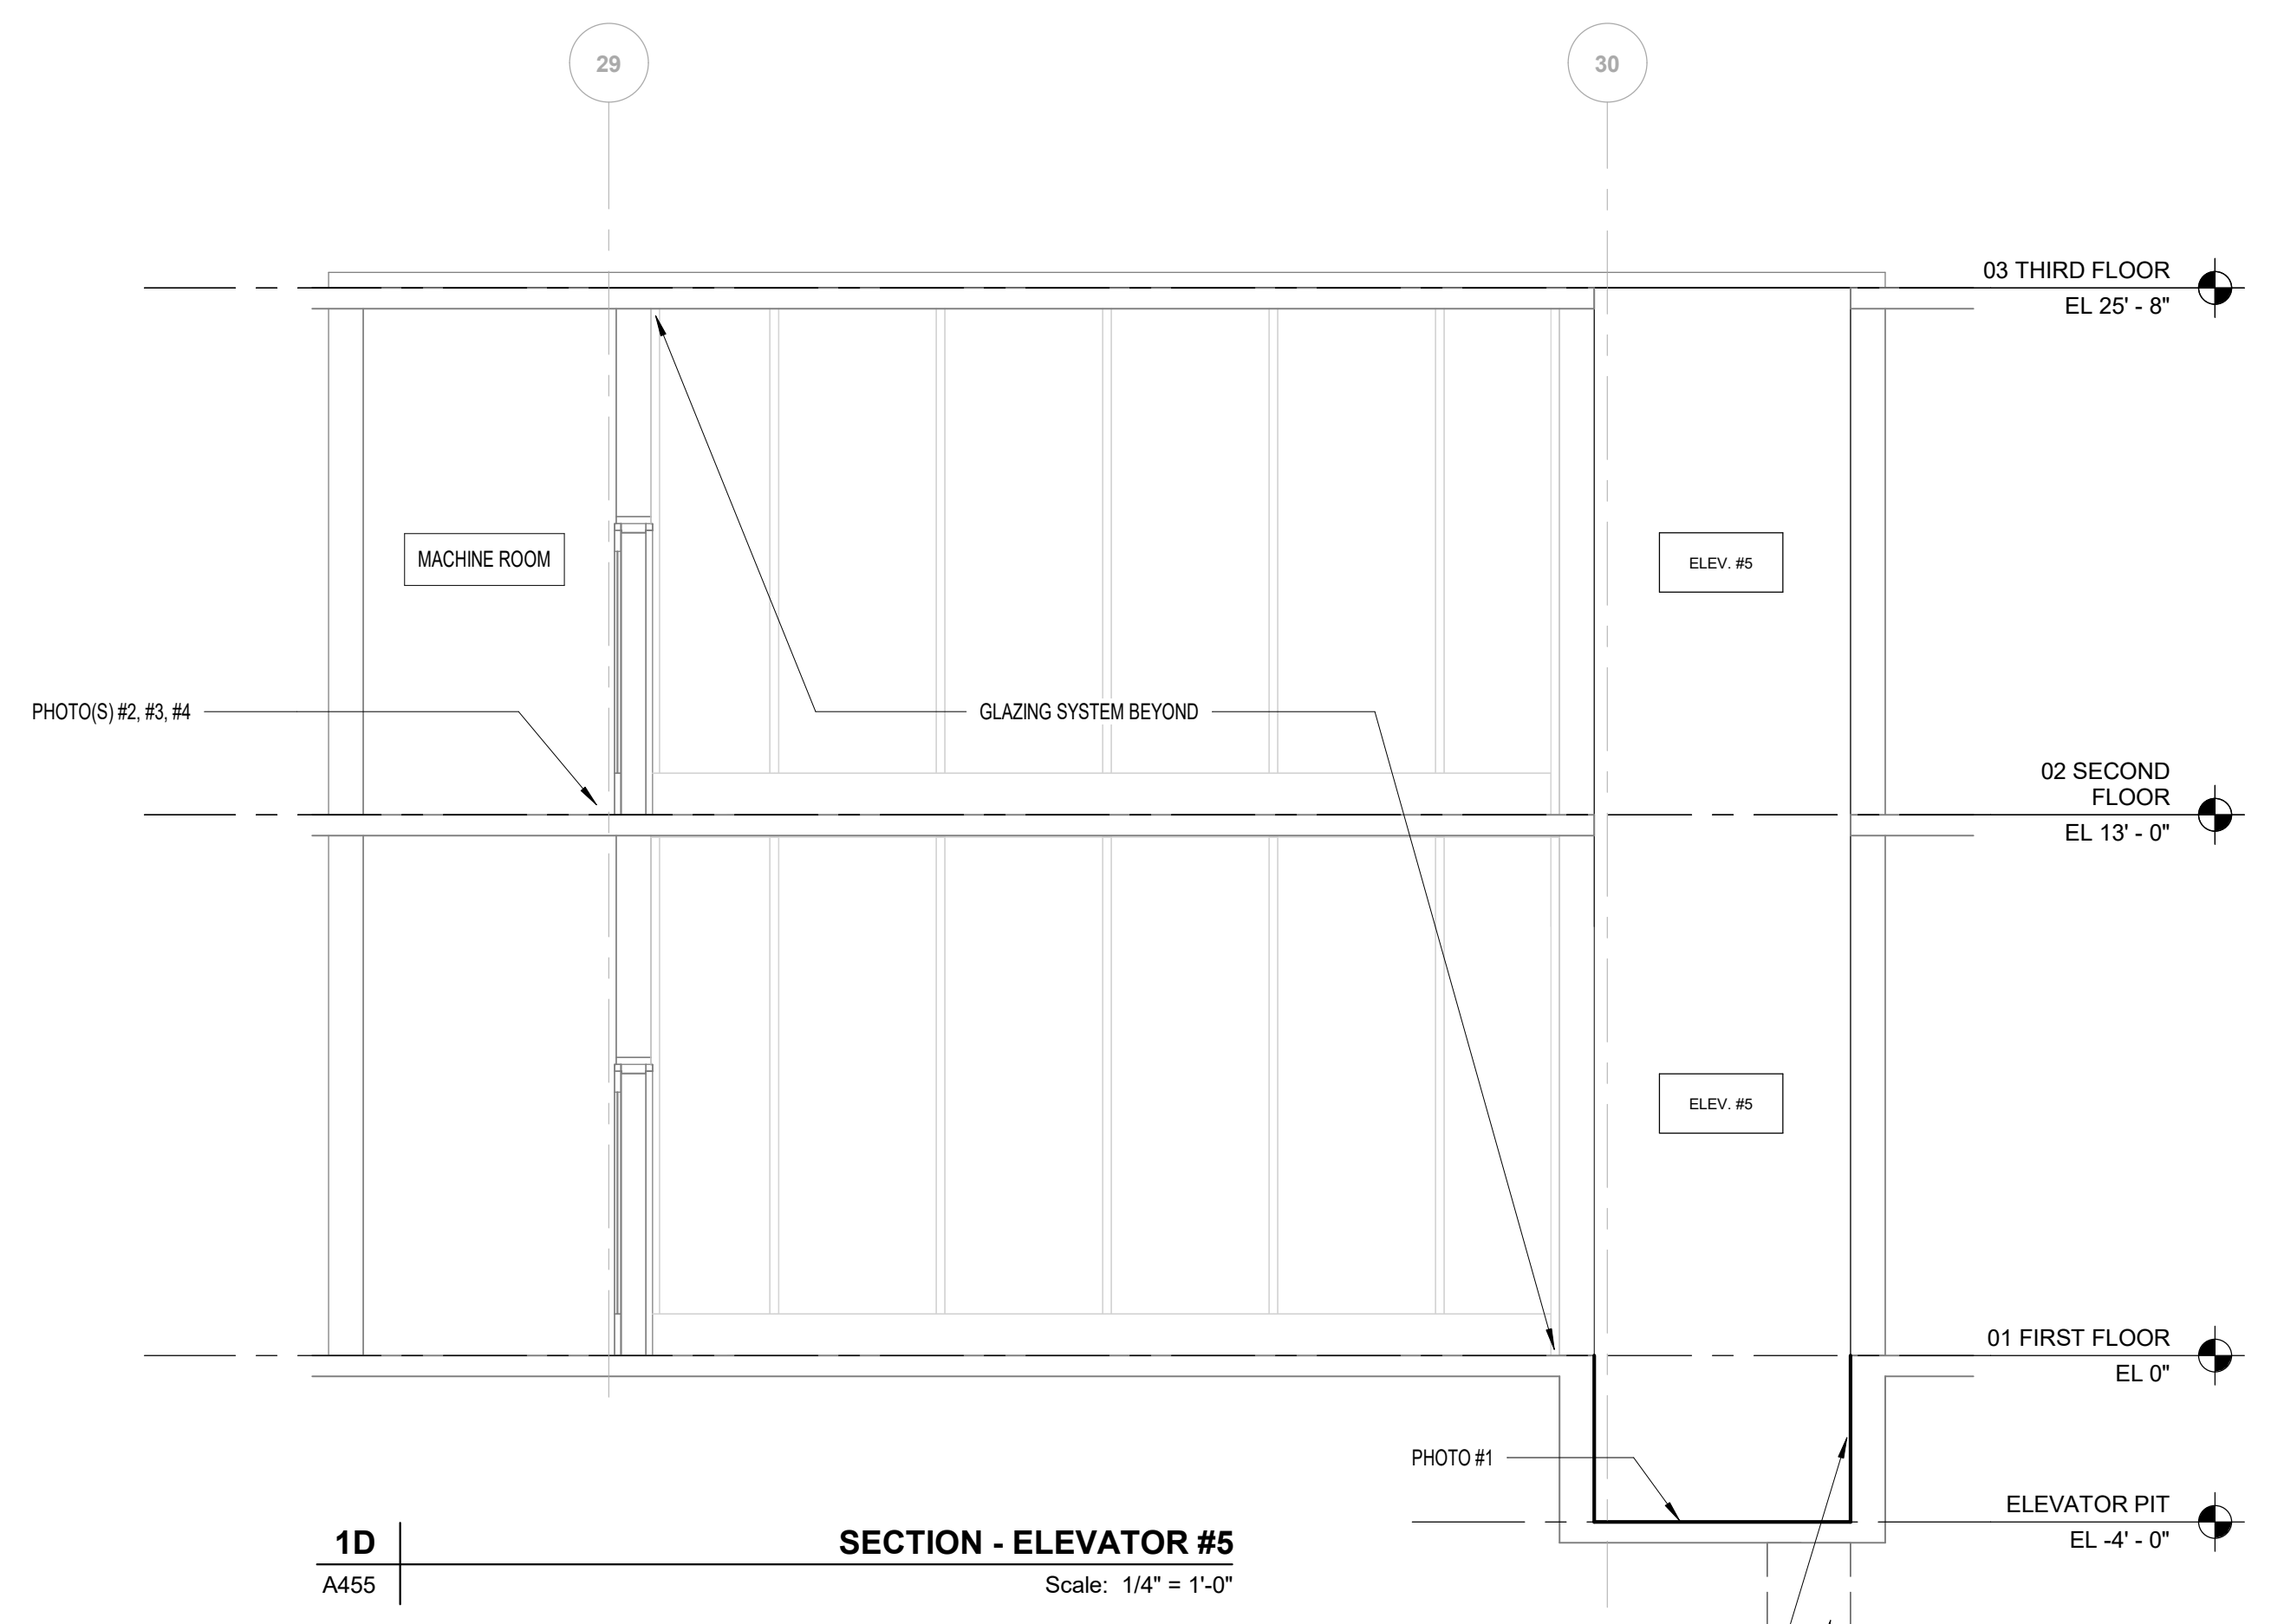 29
30
03 THIRD FLOOR
EL 25' - 8"
MACHINE ROOM
ELEV. #5
PHOTO(S) #2, #3, #4
GLAZING SYSTEM BEYOND
02 SECOND
FLOOR
EL 13' - 0"
ELEV. #5
01 FIRST FLOOR
EL 0"
PHOTO #1
ELEVATOR PIT
EL -4' - 0"
1D
SECTION - ELEVATOR #5
A455
Scale: 1/4" = 1'-0"